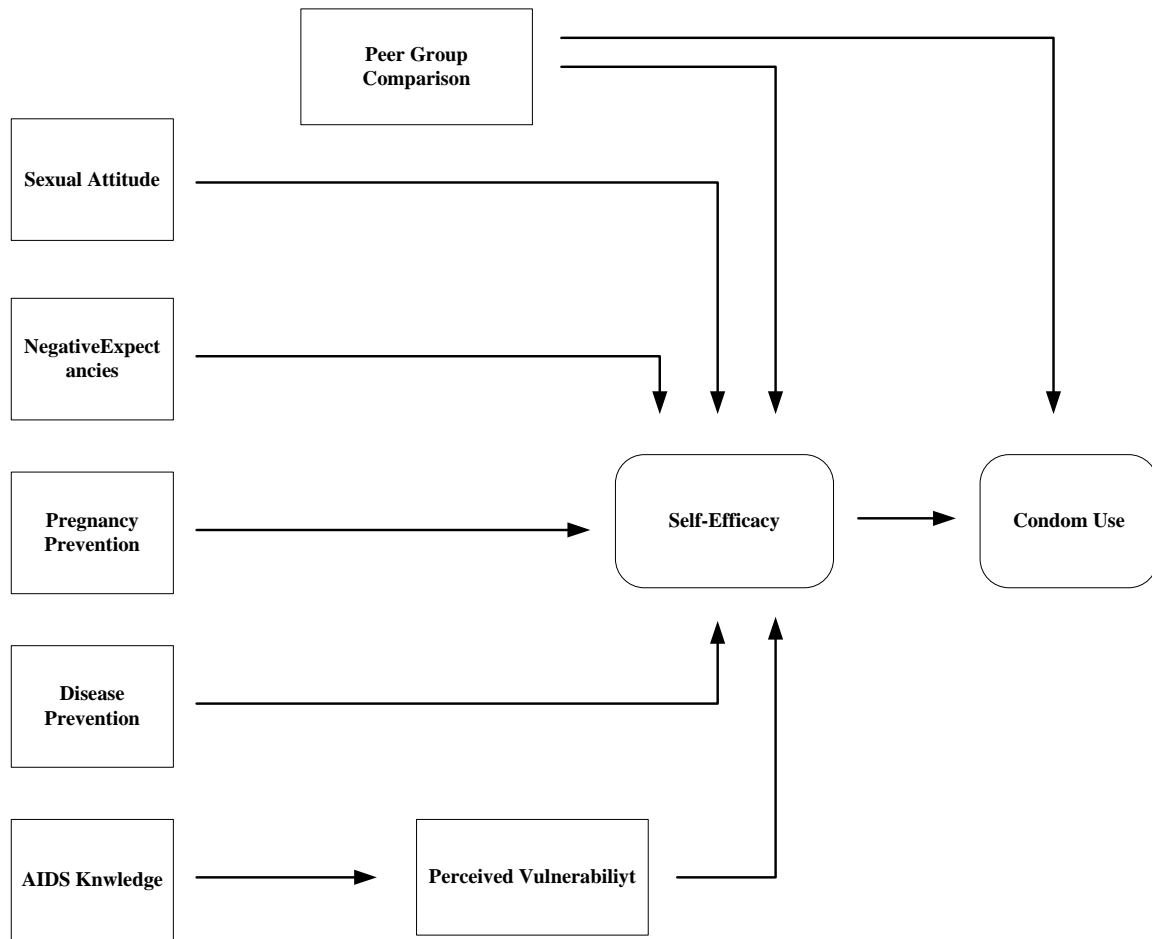 Peer Group
Comparison
Sexual Attitude
NegativeExpect
ancies
Pregnancy
Prevention
Self-Efficacy
Condom Use
Disease
Prevention
AIDS Knwledge
Perceived Vulnerabiliyt